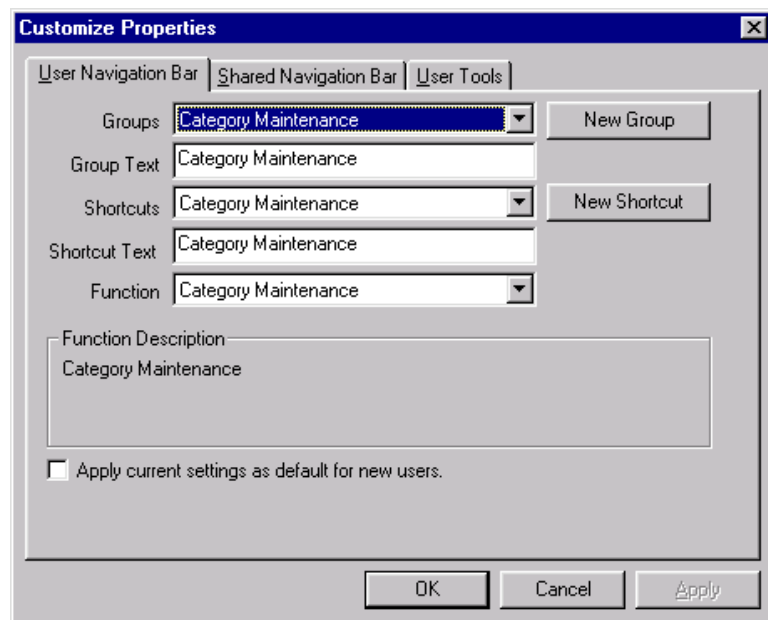 Customize Properties
User Navigation Bar Shared Navigation Bar User Tools
Groups Category Maintenance New Group
Group Text Category Maintenance
Shortcuts Category Maintenance New Shortcut
Shortcut Text Category Maintenance
Function Category Maintenance
Function Description
Category Maintenance
Apply current settings as default for new users.
OK Cancel Apply